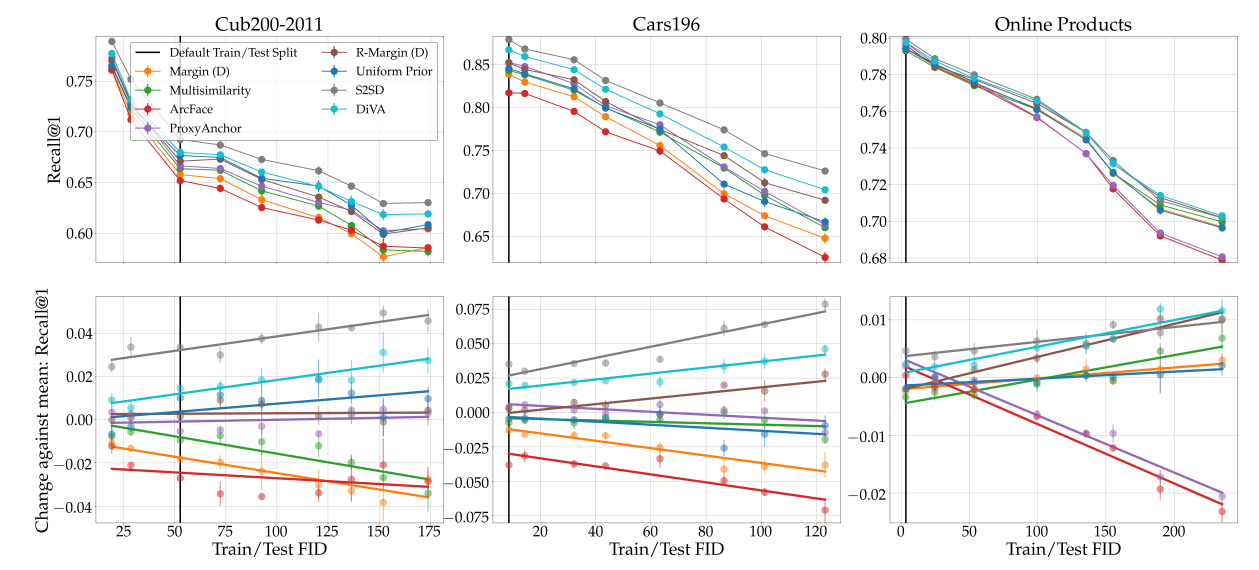 Cub200-2011
Cars196
Online Products
Recall@1
0.75
0.70
0.65
0.60
Default Train/Test Split
Margin (D)
Multisimilarity
ArcFace
ProxyAnchor
R-Margin (D)
Uniform Prior
S2SD
DiVA
0.85
0.80
0.75
0.70
0.65
0.80
0.78
0.76
0.74
0.72
0.70
0.68
Change against mean: Recall@1
0.04
0.02
0.00
−0.02
−0.04
25 50 75 100 125 150 175
Train/Test FID
0.075
0.050
0.025
0.000
−0.025
−0.050
−0.075
20 40 60 80 100 120
Train/Test FID
0.01
0.00
−0.01
−0.02
0 50 100 150 200
Train/Test FID